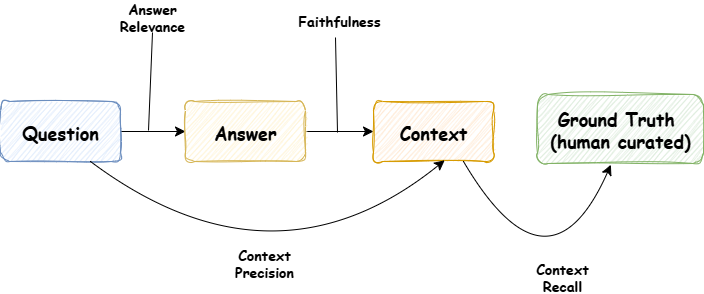 Answer
Relevance
Faithfulness
Question
Answer
Context
Ground Truth
(human curated)
Context
Precision
Context
Recall